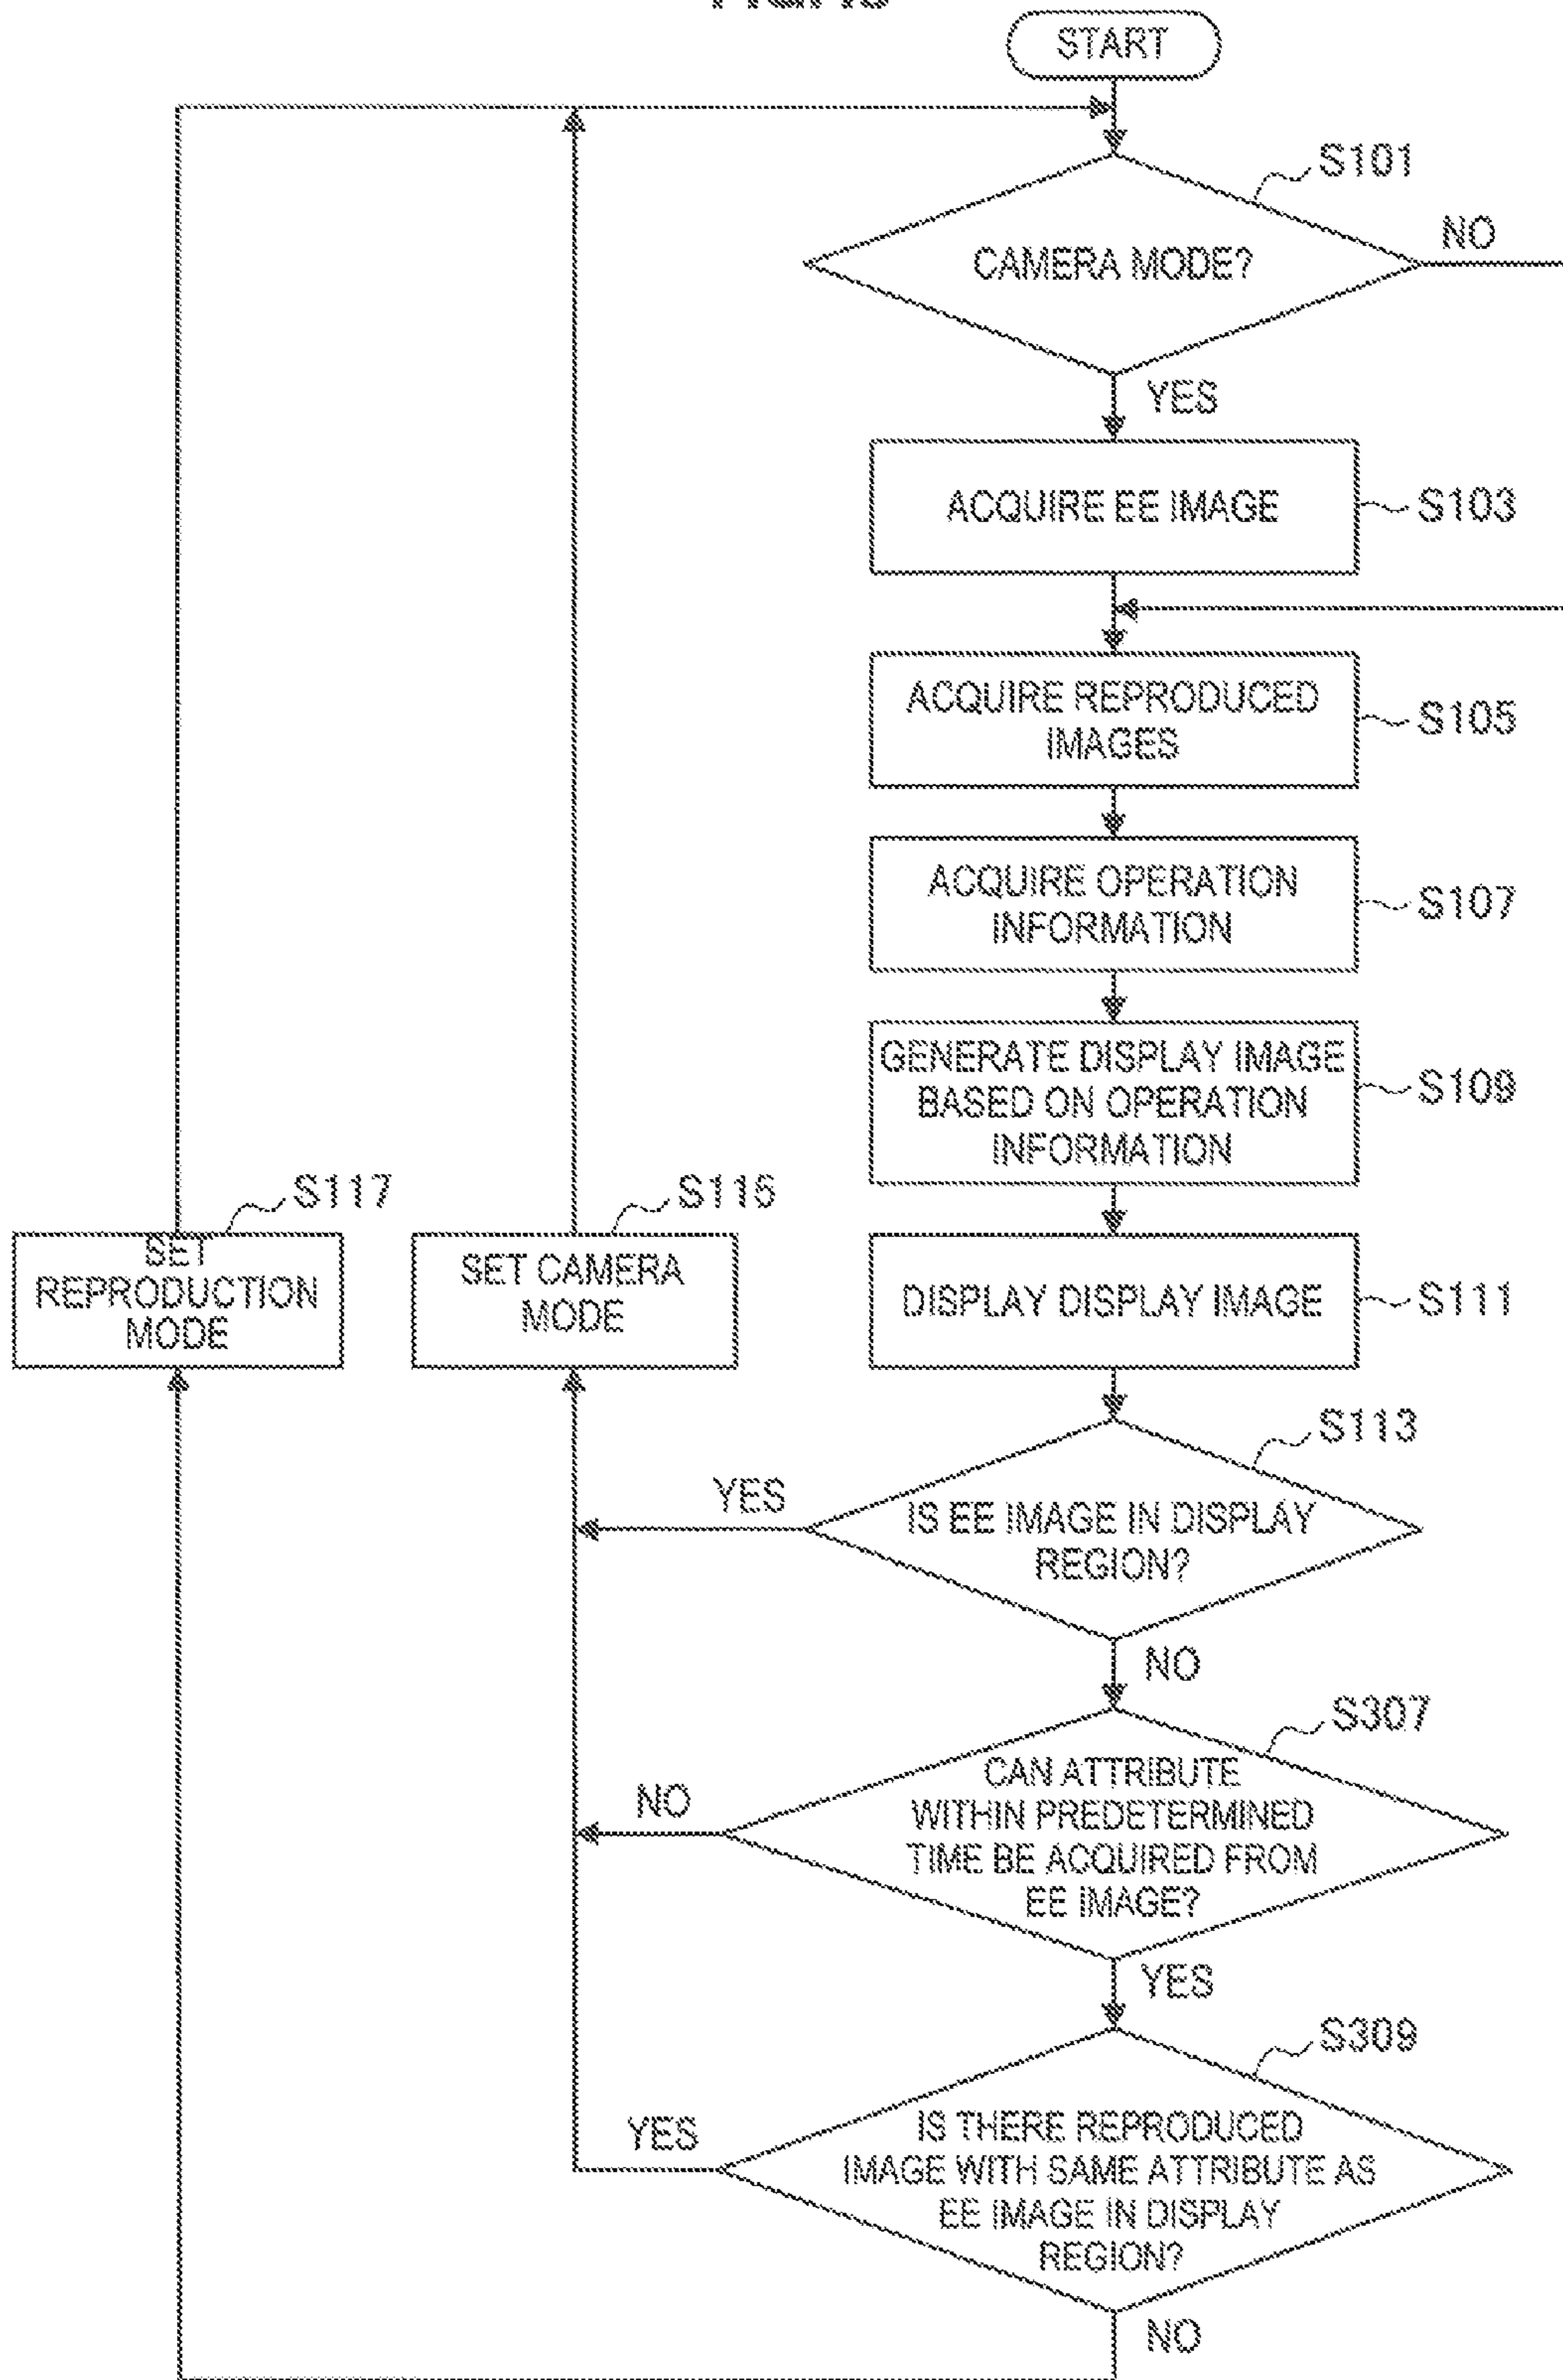 START
S101
CAMERA MODE?
NO
YES
ACQUIRE EE IMAGE
S103
ACQUIRE REPRODUCED
IMAGES
S105
ACQUIRE OPERATION
INFORMATION
S107
GENERATE DISPLAY IMAGE
BASED ON OPERATION
INFORMATION
S109
S117
SET
REPRODUCTION
MODE
S115
SET CAMERA
MODE
DISPLAY DISPLAY IMAGE
S111
S113
YES
IS EE IMAGE IN DISPLAY
REGION?
NO
S307
NO
CAN ATTRIBUTE
WITHIN PREDETERMINED
TIME BE ACQUIRED FROM
EE IMAGE?
YES
S309
YES
IS THERE REPRODUCED
IMAGE WITH SAME ATTRIBUTE AS
EE IMAGE IN DISPLAY
REGION?
NO